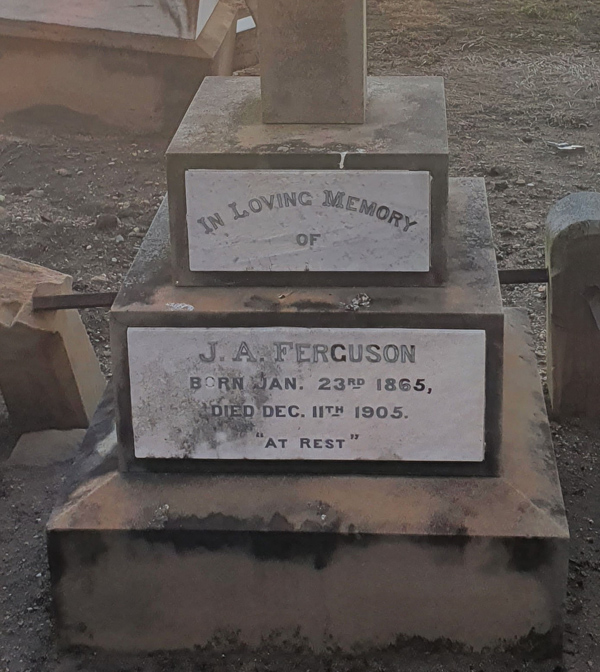 IN LOVING MEMORY
OF
J. A. FERGUSON
BORN JAN. 23RD 1865,
DIED DEC. 11TH 1905.
"AT REST"